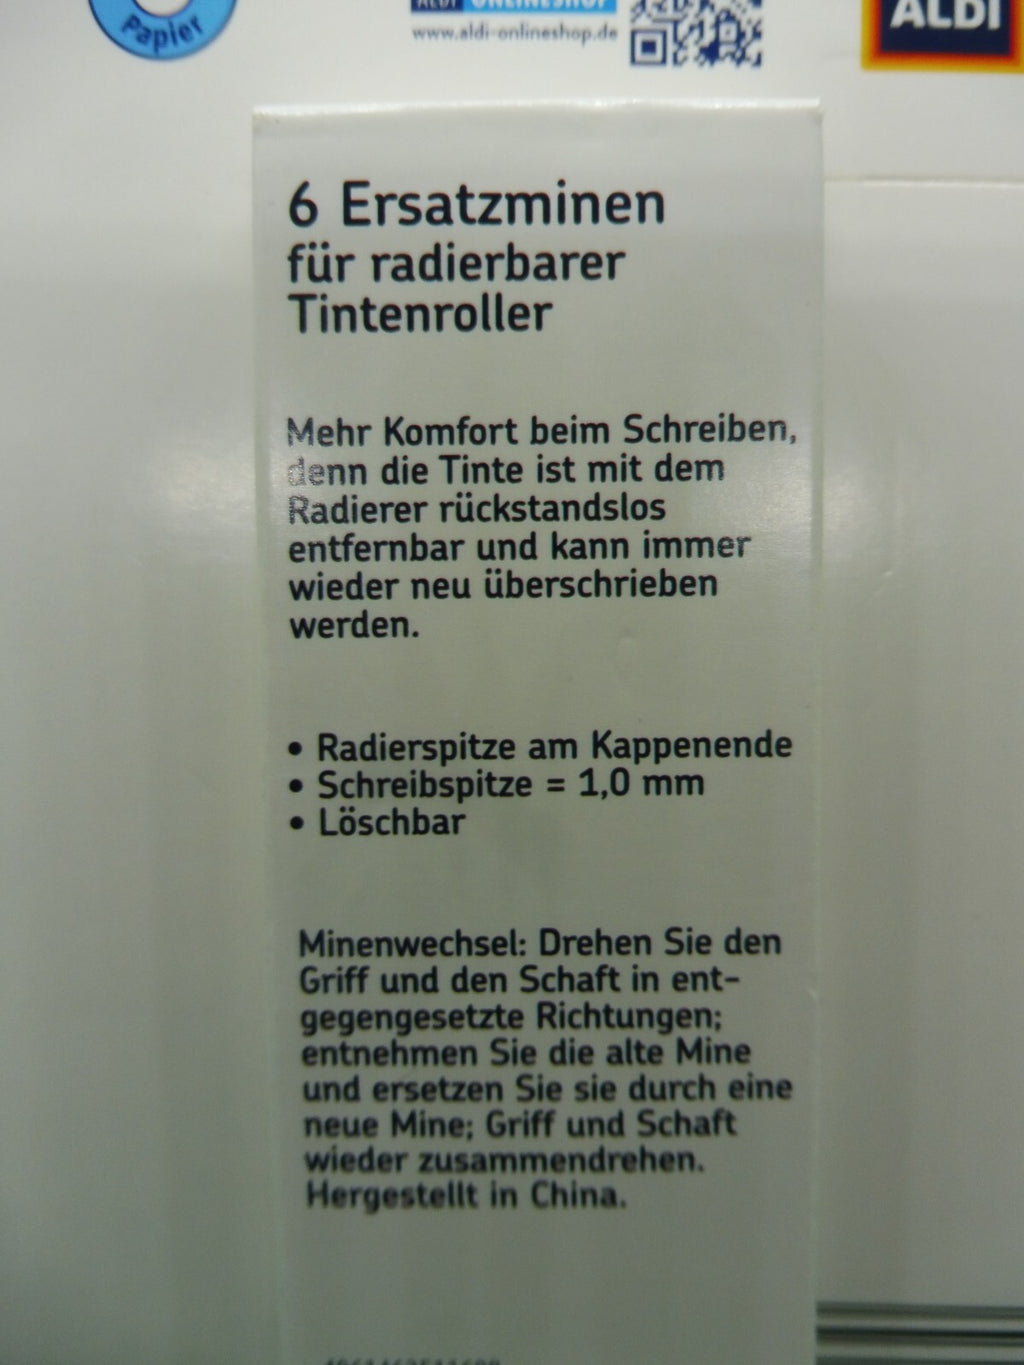 Papier
ALDI ONLINESHOP
www.aldi-onlineshop.de
ALDI
6 Ersatzminen
für radierbarer
Tintenroller
Mehr Komfort beim Schreiben,
denn die Tinte ist mit dem
Radierer rückstandslos
entfernbar und kann immer
wieder neu überschrieben
werden.
• Radierspitze am Kappenende
• Schreibspitze = 1,0 mm
• Löschbar
Minenwechsel: Drehen Sie den
Griff und den Schaft in ent-
gegengesetzte Richtungen;
entnehmen Sie die alte Mine
und ersetzen Sie sie durch eine
neue Mine; Griff und Schaft
wieder zusammendrehen.
Hergestellt in China.